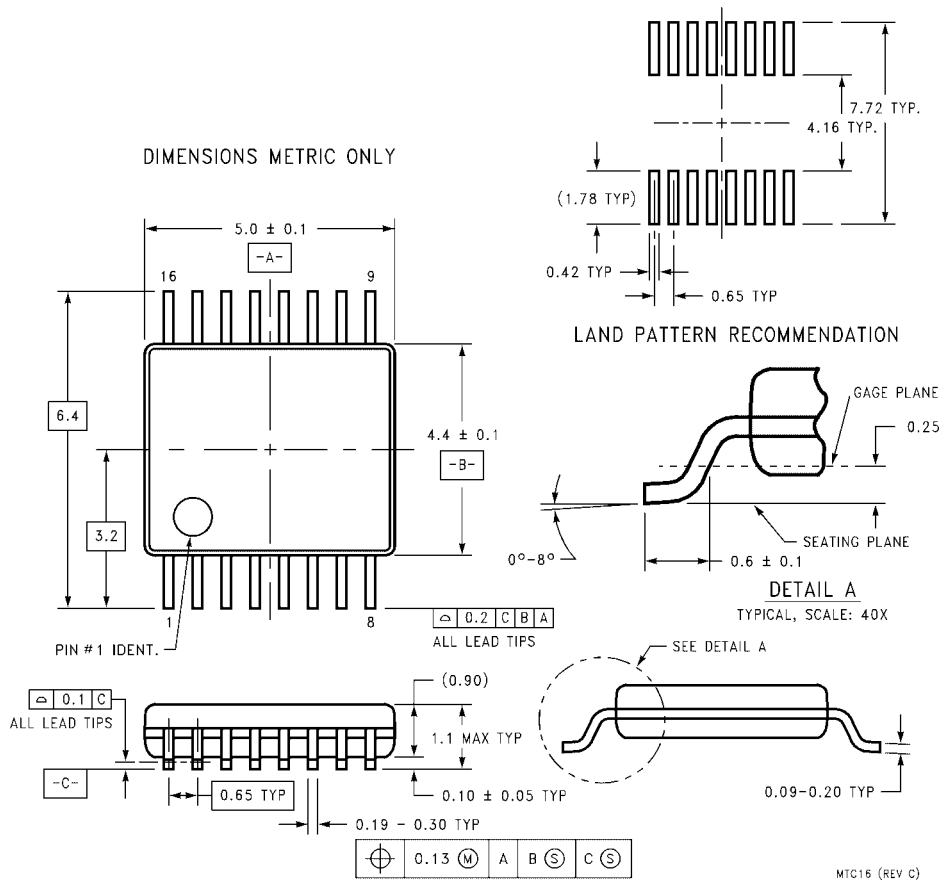 7.72 TYP.
4.16 TYP.
DIMENSIONS METRIC ONLY
(1.78 TYP)
5.0 ± 0.1
-A-
0.42 TYP
0.65 TYP
16
9
LAND PATTERN RECOMMENDATION
GAGE PLANE
6.4
4.4 ± 0.1
0.25
-B-
3.2
SEATING PLANE
0°-8°
0.6 ± 0.1
DETAIL A
TYPICAL, SCALE: 40X
1
8
⌓ 0.2 C B A
ALL LEAD TIPS
PIN #1 IDENT.
SEE DETAIL A
(0.90)
⌓ 0.1 C
ALL LEAD TIPS
1.1 MAX TYP
-C-
0.65 TYP
0.10 ± 0.05 TYP
0.09-0.20 TYP
0.19 - 0.30 TYP
⌖ 0.13 Ⓜ A B Ⓢ C Ⓢ
MTC16 (REV C)